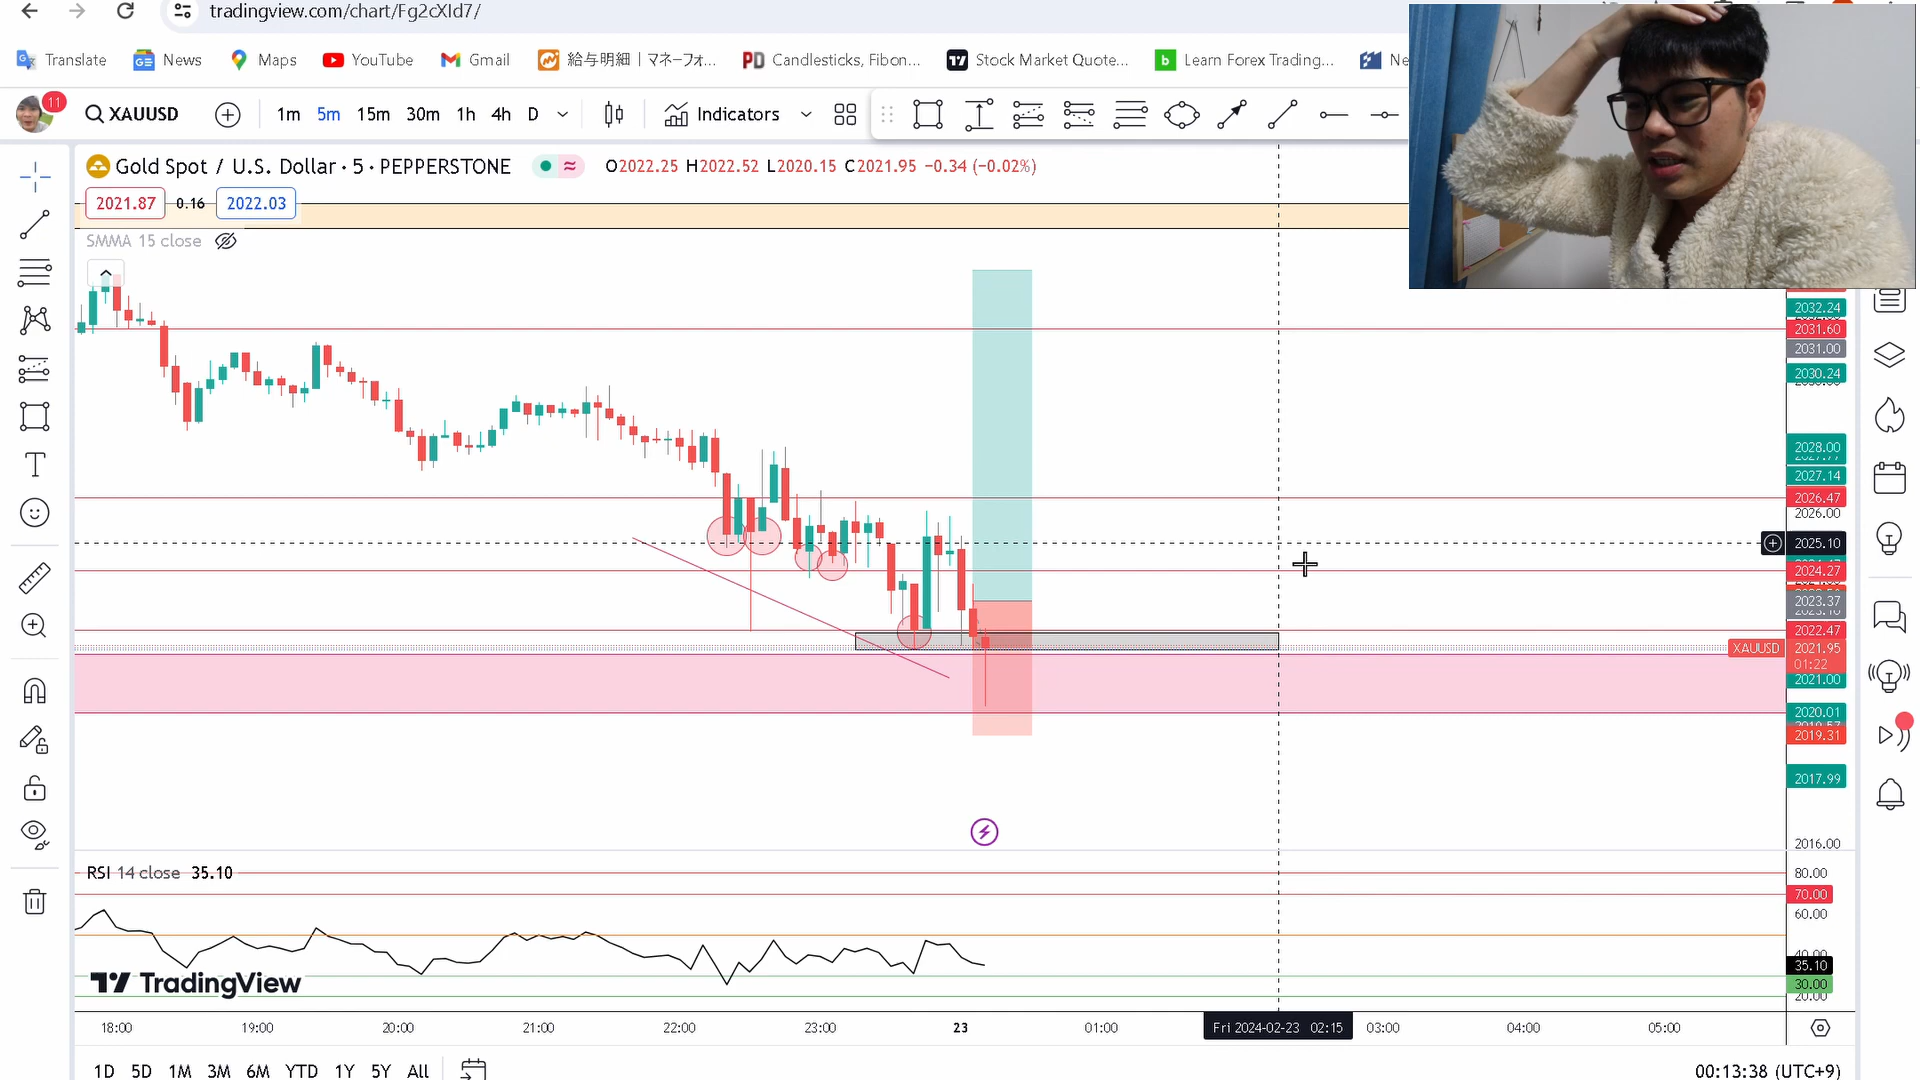 tradingview.com/chart/Fg2cXId7/
Translate
News
Maps
YouTube
Gmail
給与明細 | マネーフォ...
PD Candlesticks, Fibon...
Stock Market Quote...
b Learn Forex Trading...
Ne
11
XAUUSD
1m 5m 15m 30m 1h 4h D
Indicators
Gold Spot / U.S. Dollar · 5 · PEPPERSTONE
O2022.25 H2022.52 L2020.15 C2021.95 −0.34 (−0.02%)
2021.87 0.16 2022.03
SMMA 15 close
2032.24
2031.60
2031.00
2030.24
2028.00
2027.14
2026.47
2026.00
2025.10
2024.27
2023.37
2022.47
XAUUSD 2021.95
01:22
2021.00
2020.01
2019.31
2017.99
2016.00
RSI 14 close 35.10
80.00
70.00
60.00
40.00
35.10
30.00
20.00
TradingView
18:00 19:00 20:00 21:00 22:00 23:00 23 01:00 Fri 2024-02-23 02:15 03:00 04:00 05:00
1D 5D 1M 3M 6M YTD 1Y 5Y All
00:13:38 (UTC+9)